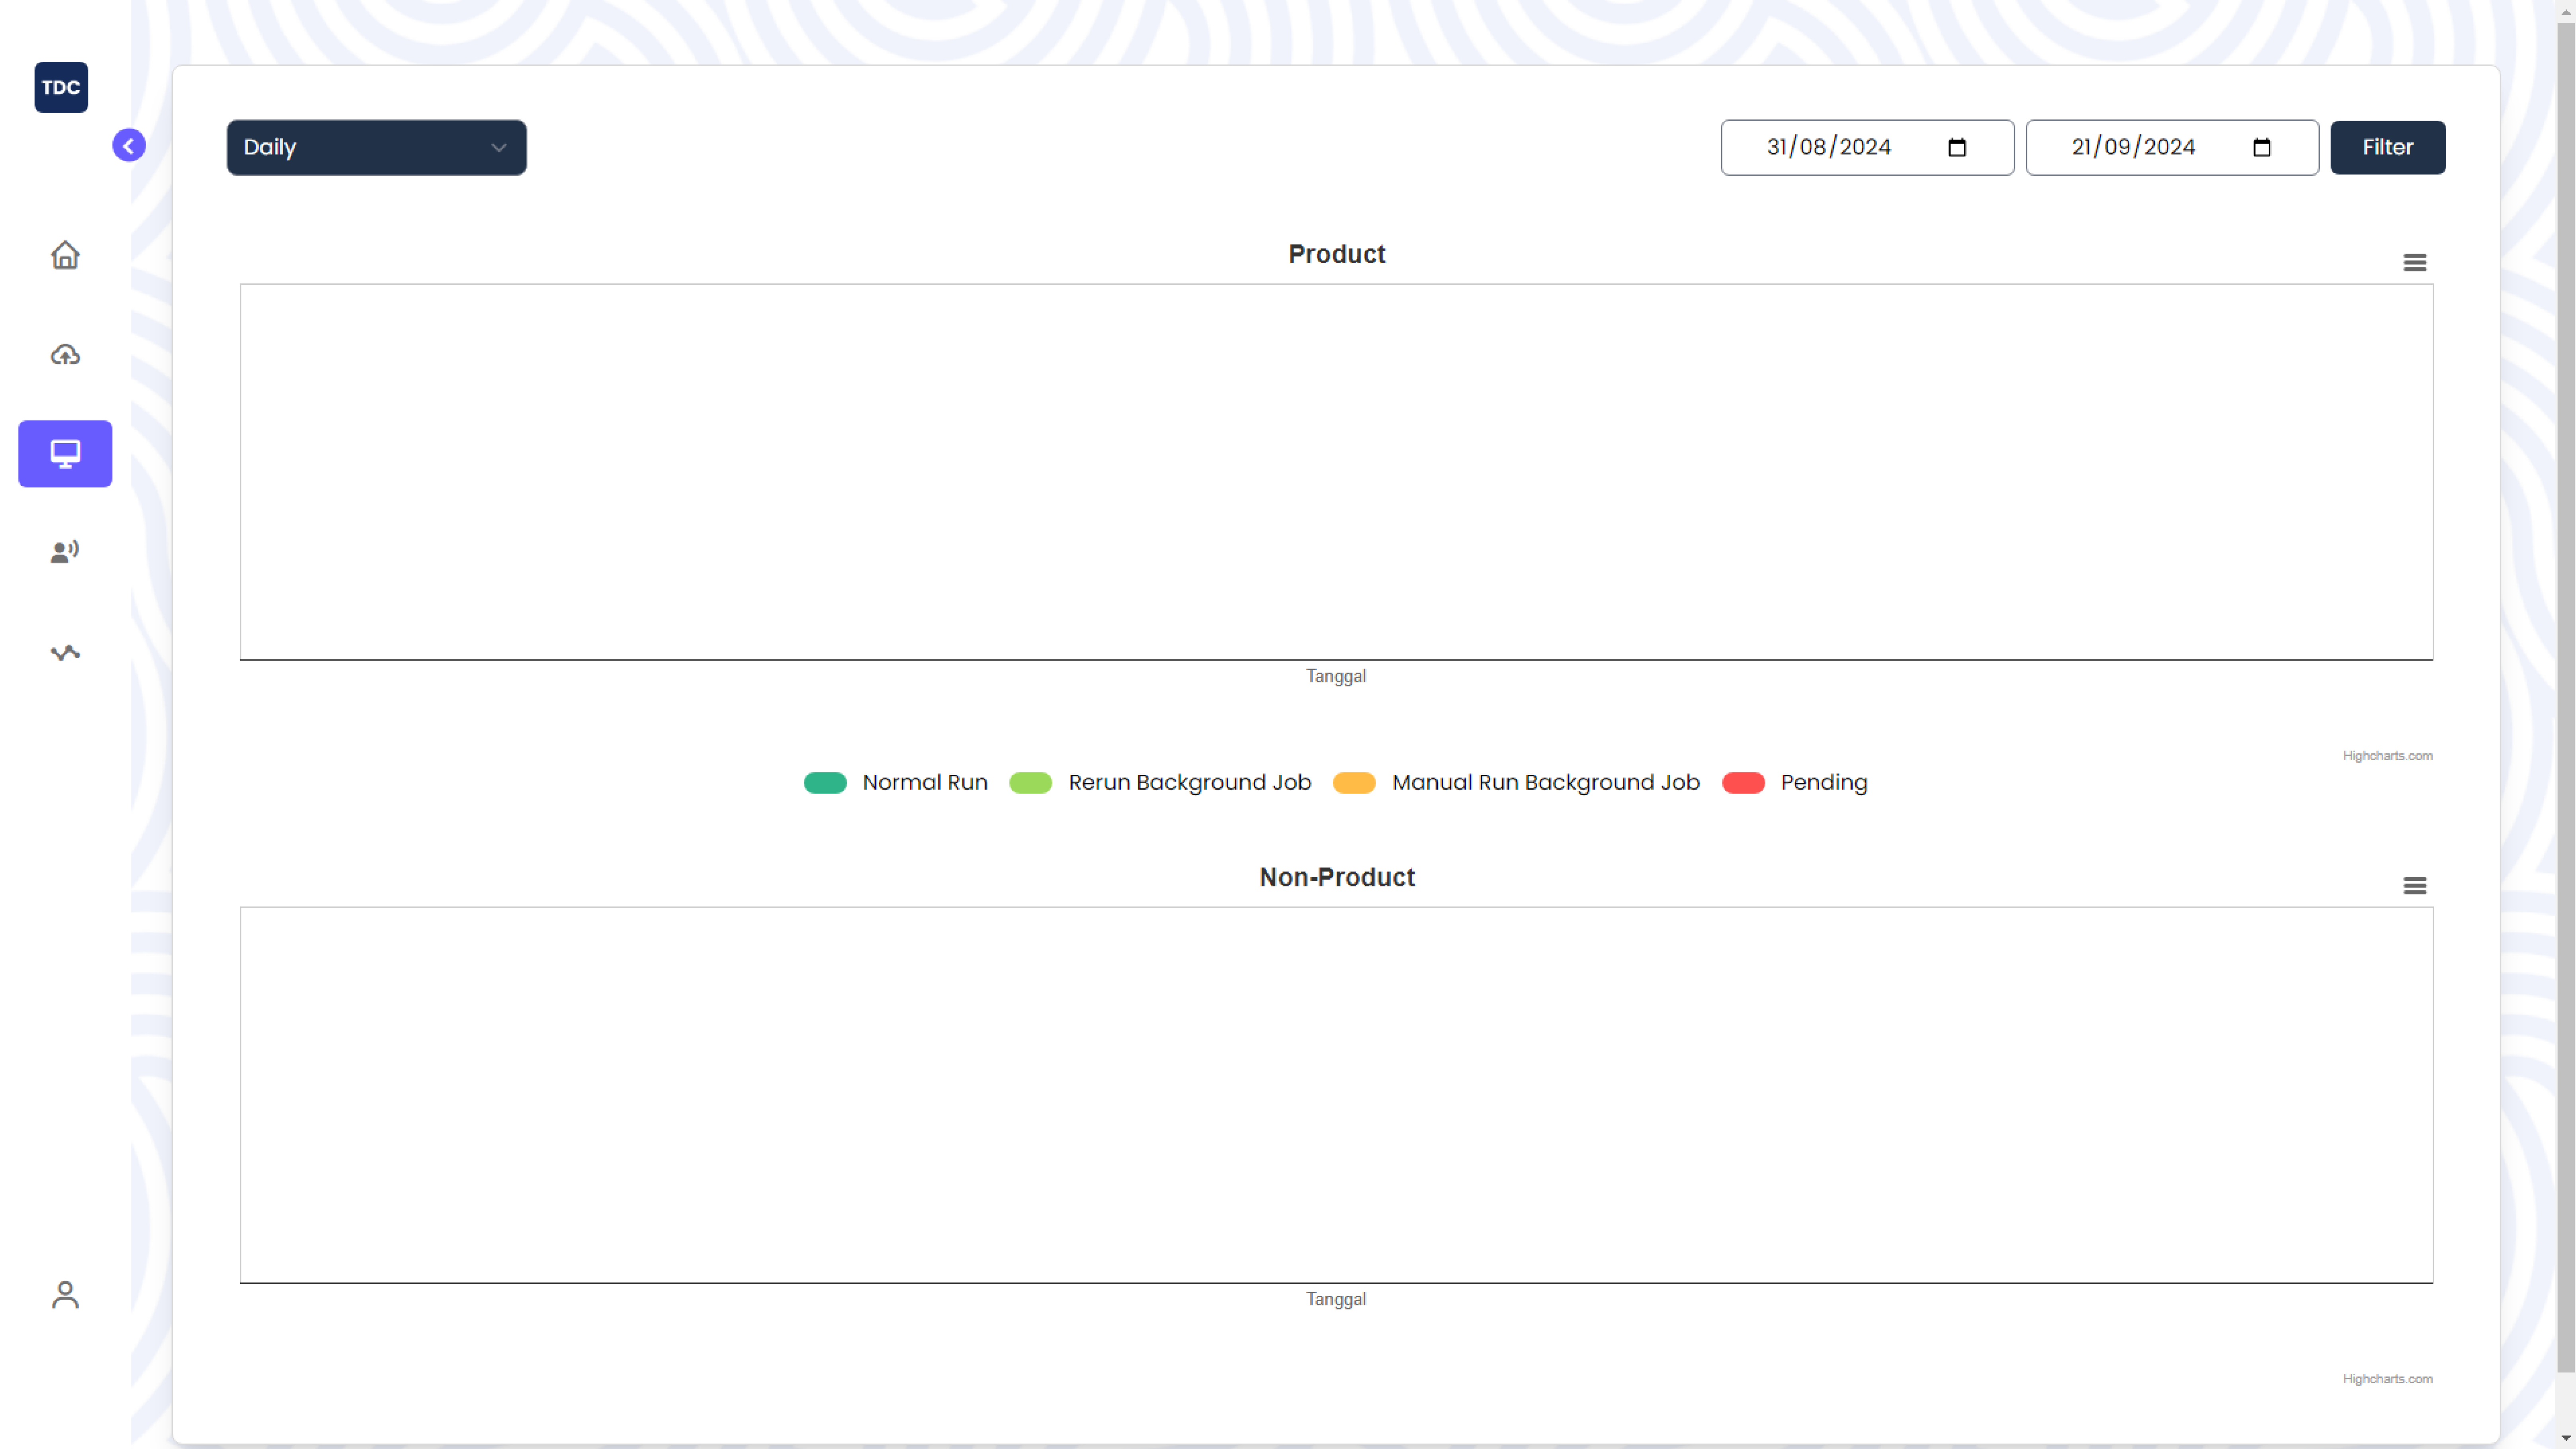 TDC
Daily
31/08/2024
21/09/2024
Filter
Product
Tanggal
Highcharts.com
Normal Run
Rerun Background Job
Manual Run Background Job
Pending
Non-Product
Tanggal
Highcharts.com